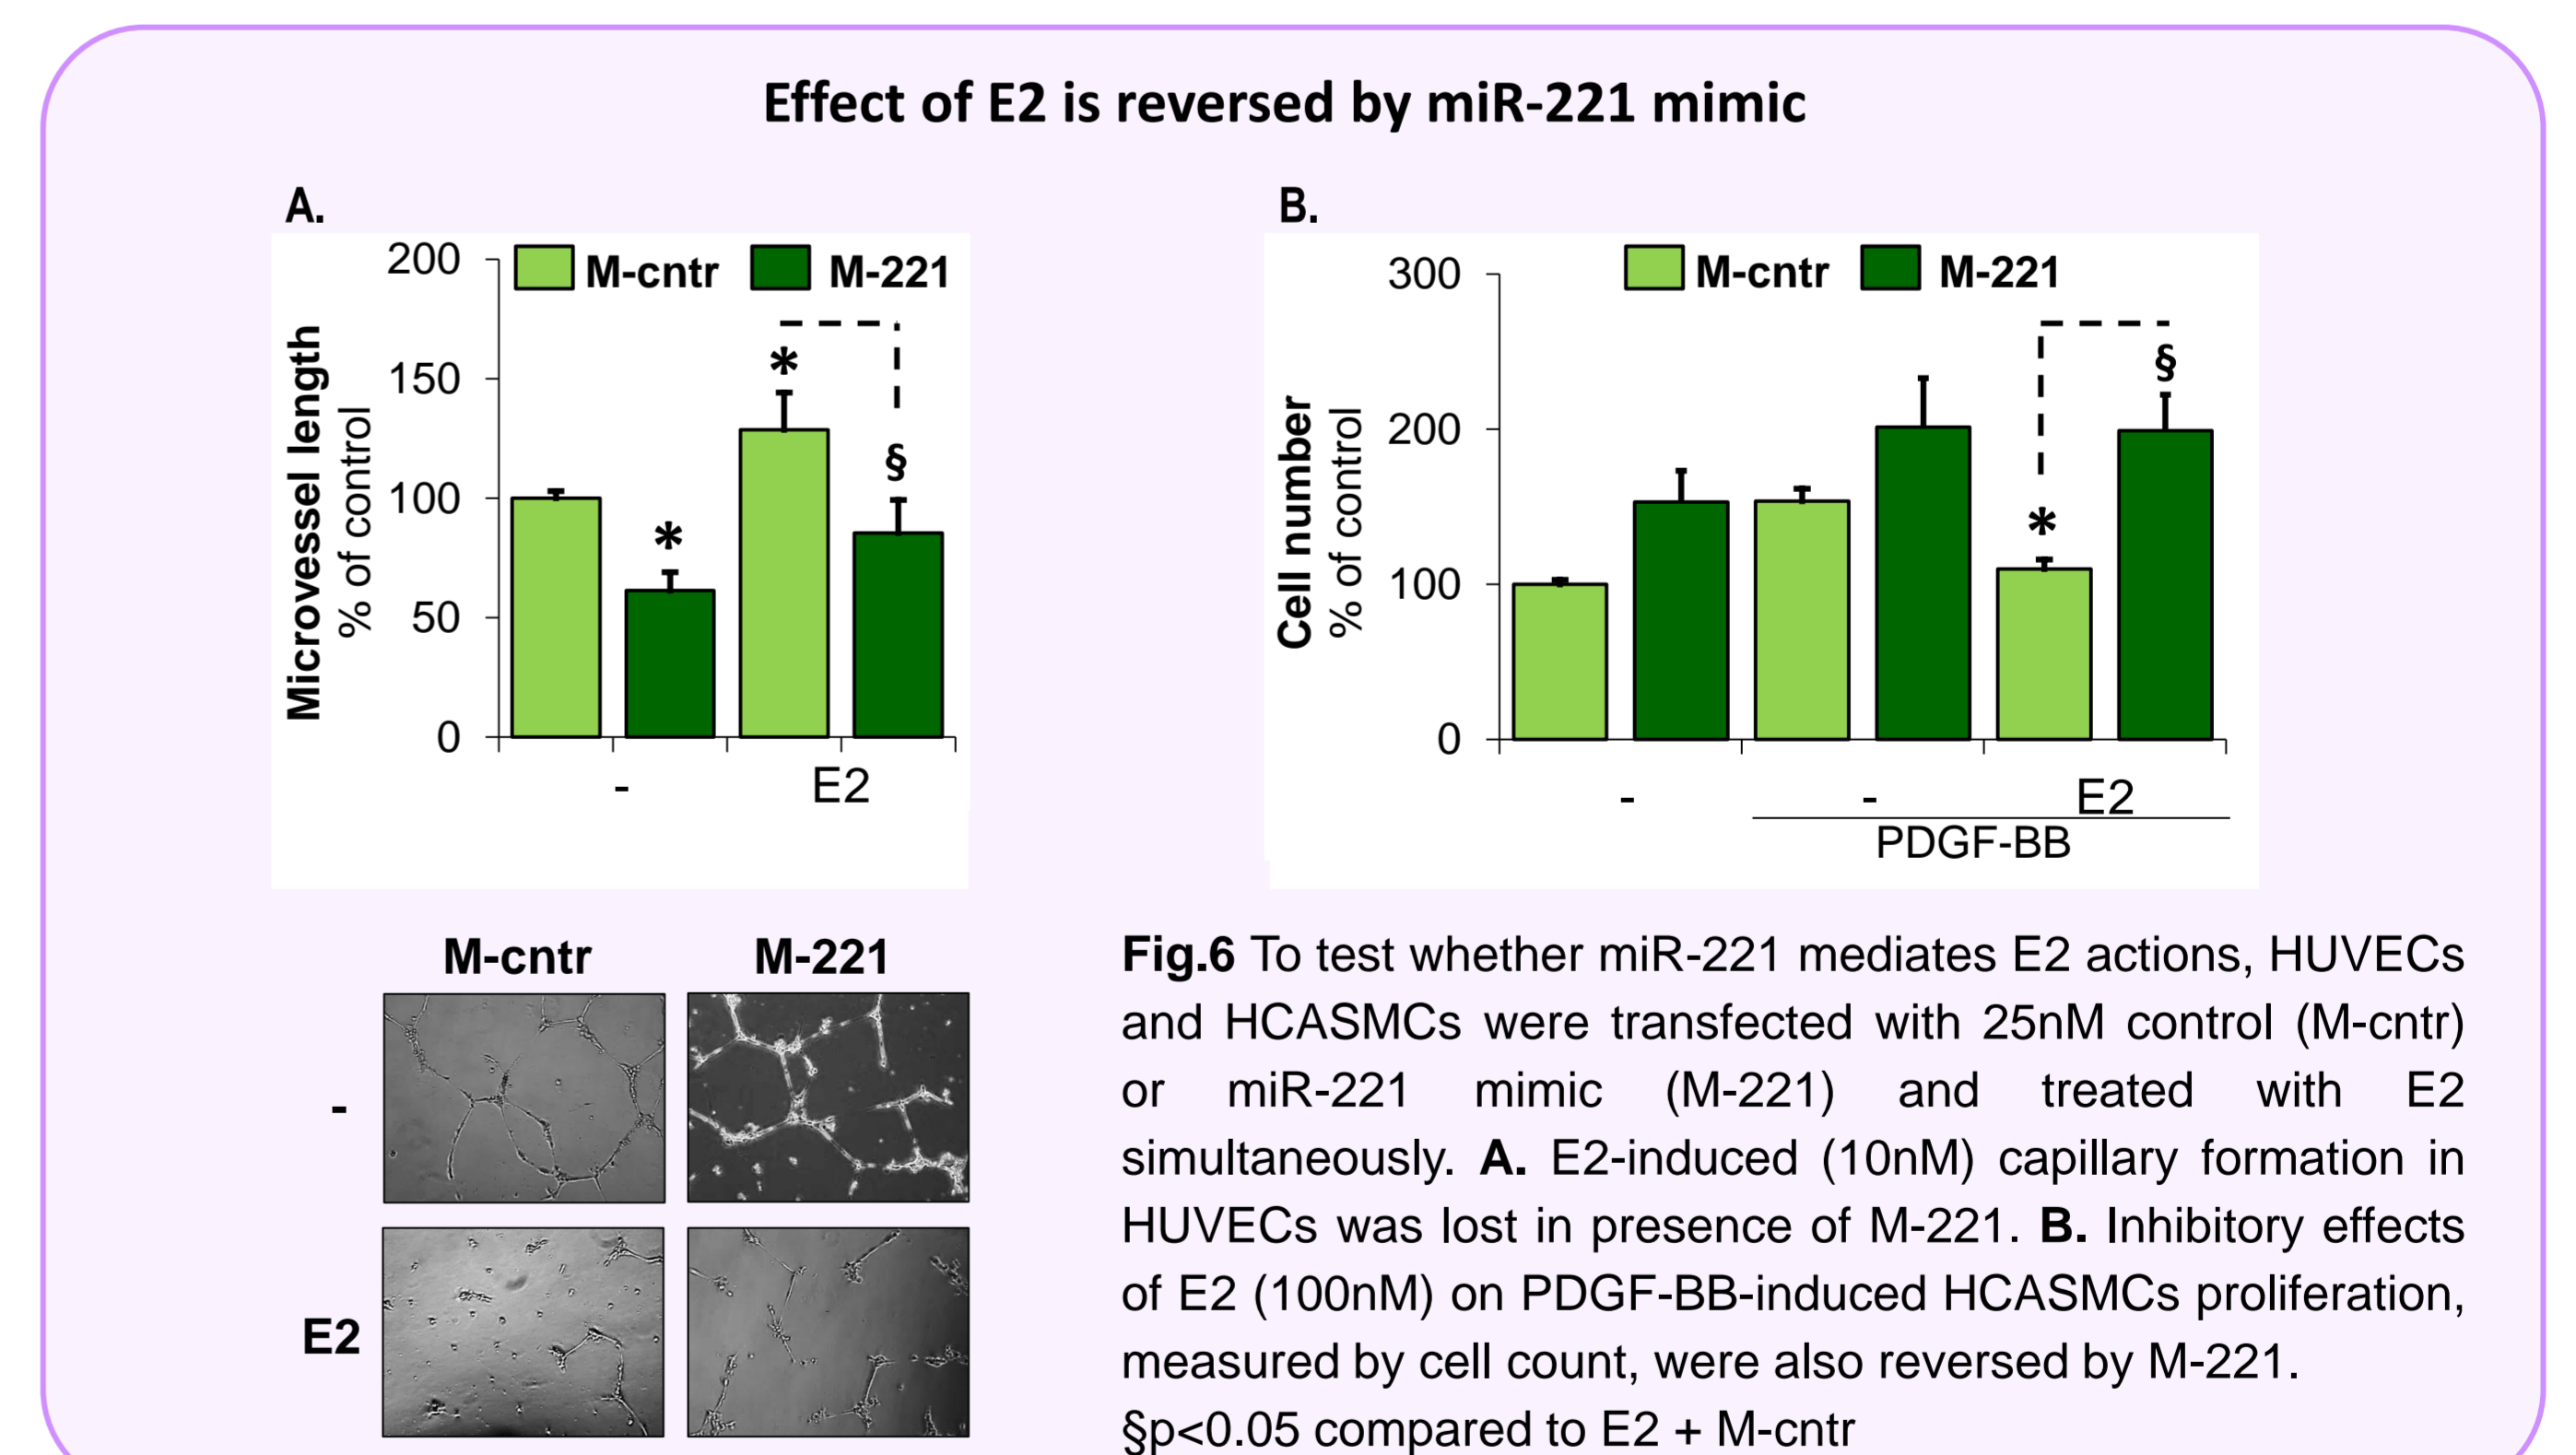 Effect of E2 is reversed by miR-221 mimic
A.
200
150
100
50
0
Microvessel length
% of control
M-cntr
M-221
*
*
§
-
E2
B.
300
200
100
0
Cell number
% of control
M-cntr
M-221
*
§
-
-
E2
PDGF-BB
M-cntr
M-221
-
E2
Fig.6 To test whether miR-221 mediates E2 actions, HUVECs
and HCASMCs were transfected with 25nM control (M-cntr)
or miR-221 mimic (M-221) and treated with E2
simultaneously. A. E2-induced (10nM) capillary formation in
HUVECs was lost in presence of M-221. B. Inhibitory effects
of E2 (100nM) on PDGF-BB-induced HCASMCs proliferation,
measured by cell count, were also reversed by M-221.
§p<0.05 compared to E2 + M-cntr